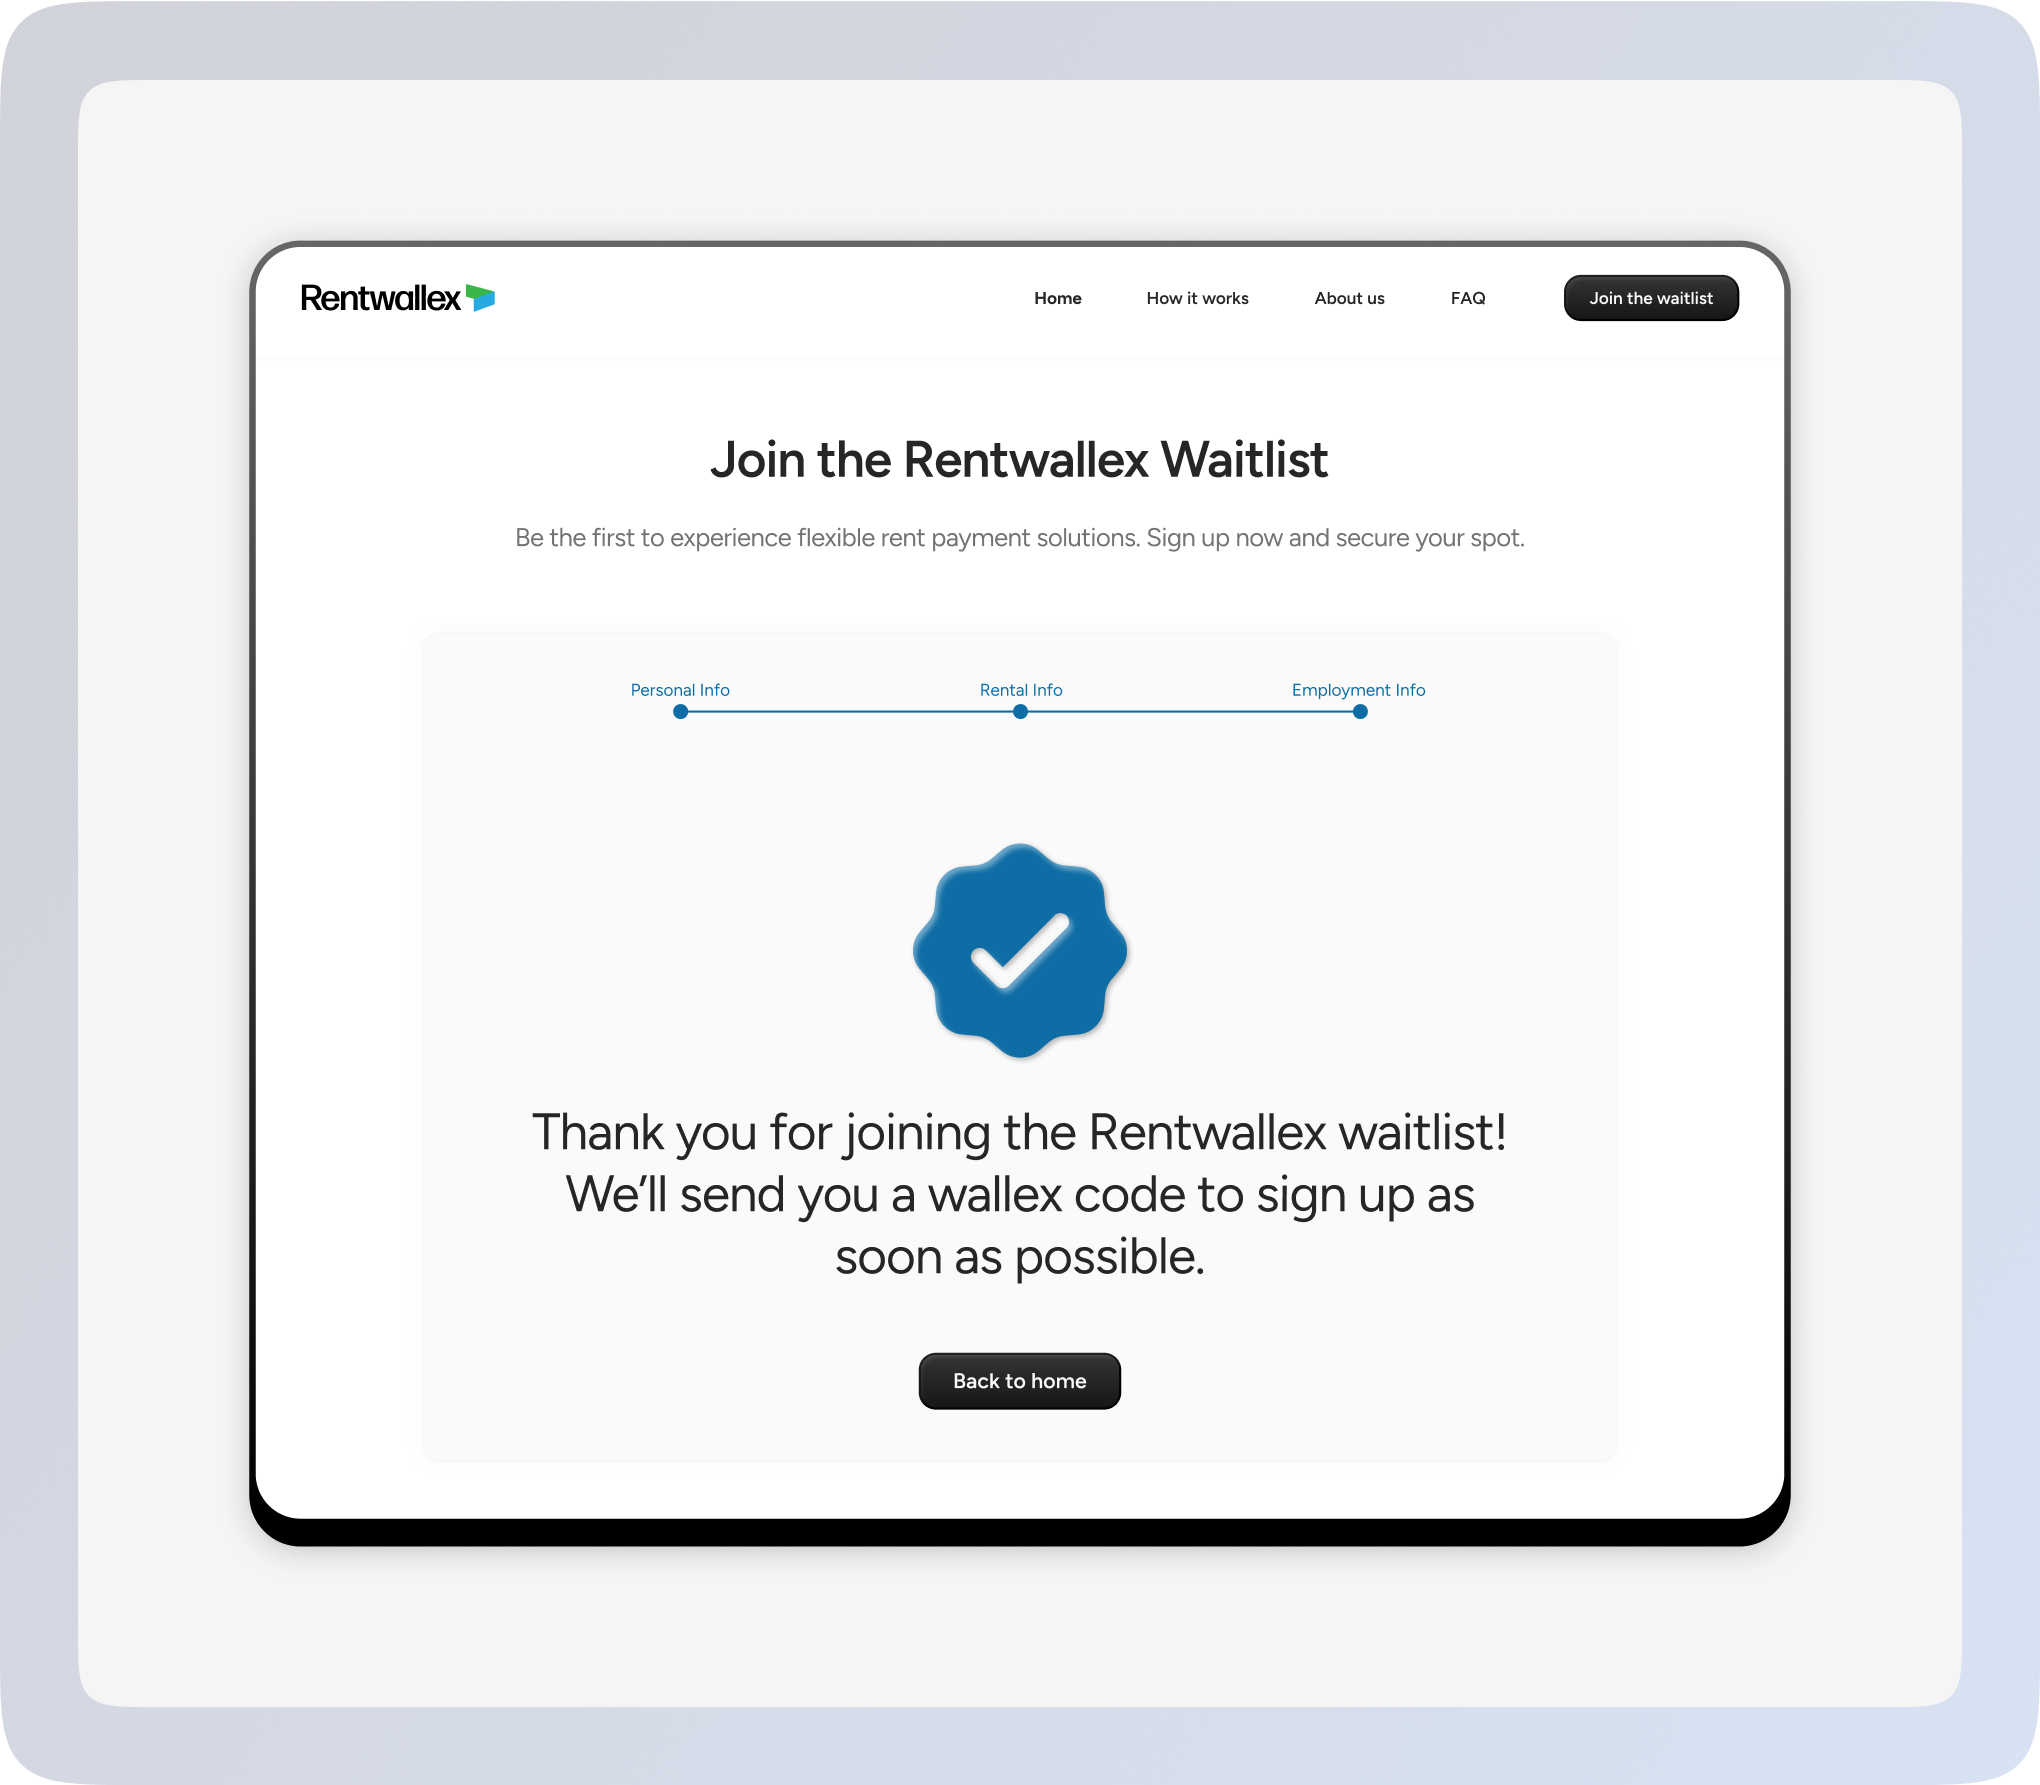 Rentwallex
Home
How it works
About us
FAQ
Join the waitlist
Join the Rentwallex Waitlist
Be the first to experience flexible rent payment solutions. Sign up now and secure your spot.
Personal Info
Rental Info
Employment Info
Thank you for joining the Rentwallex waitlist!
We’ll send you a wallex code to sign up as
soon as possible.
Back to home